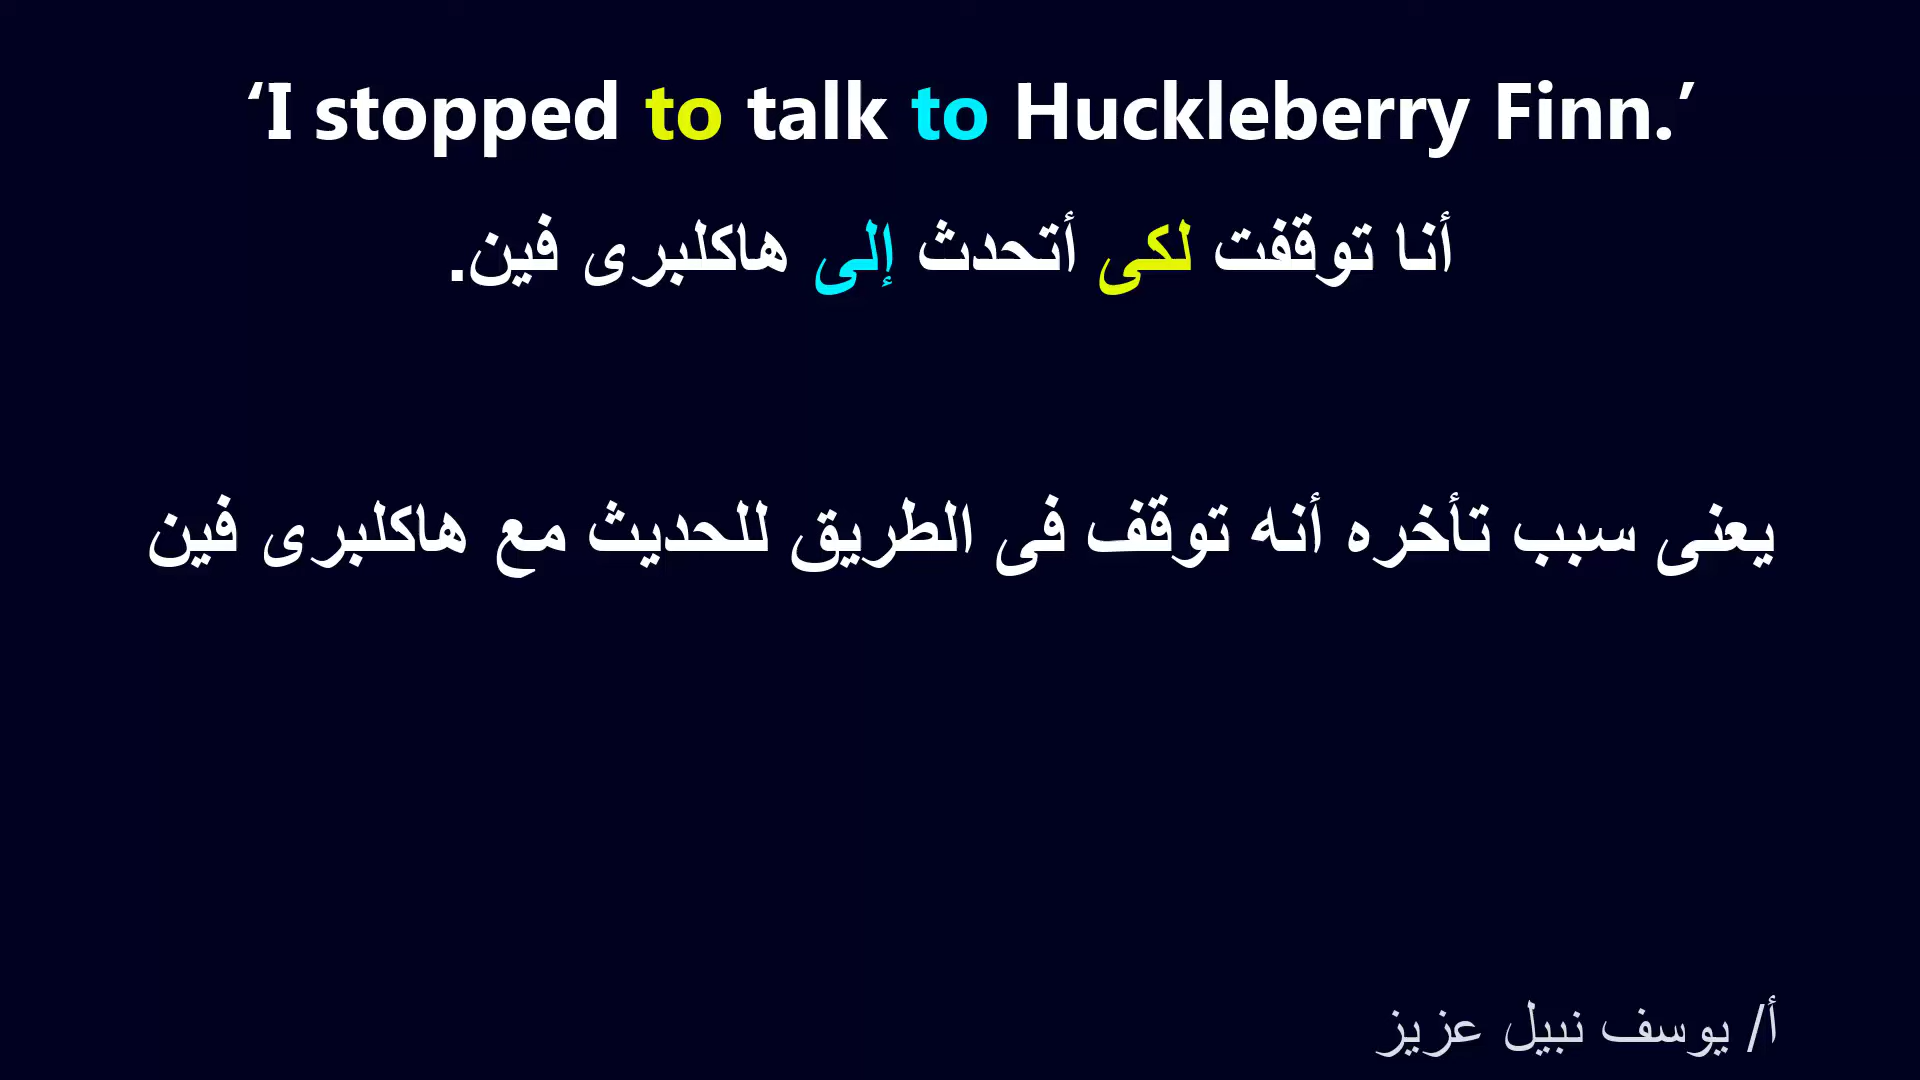 ‘I stopped to talk to Huckleberry Finn.’
أنا توقفت لكى أتحدث إلى هاكلبرى فين.
يعنى سبب تأخره أنه توقف فى الطريق للحديث مع هاكلبرى فين
أ/ يوسف نبيل عزيز